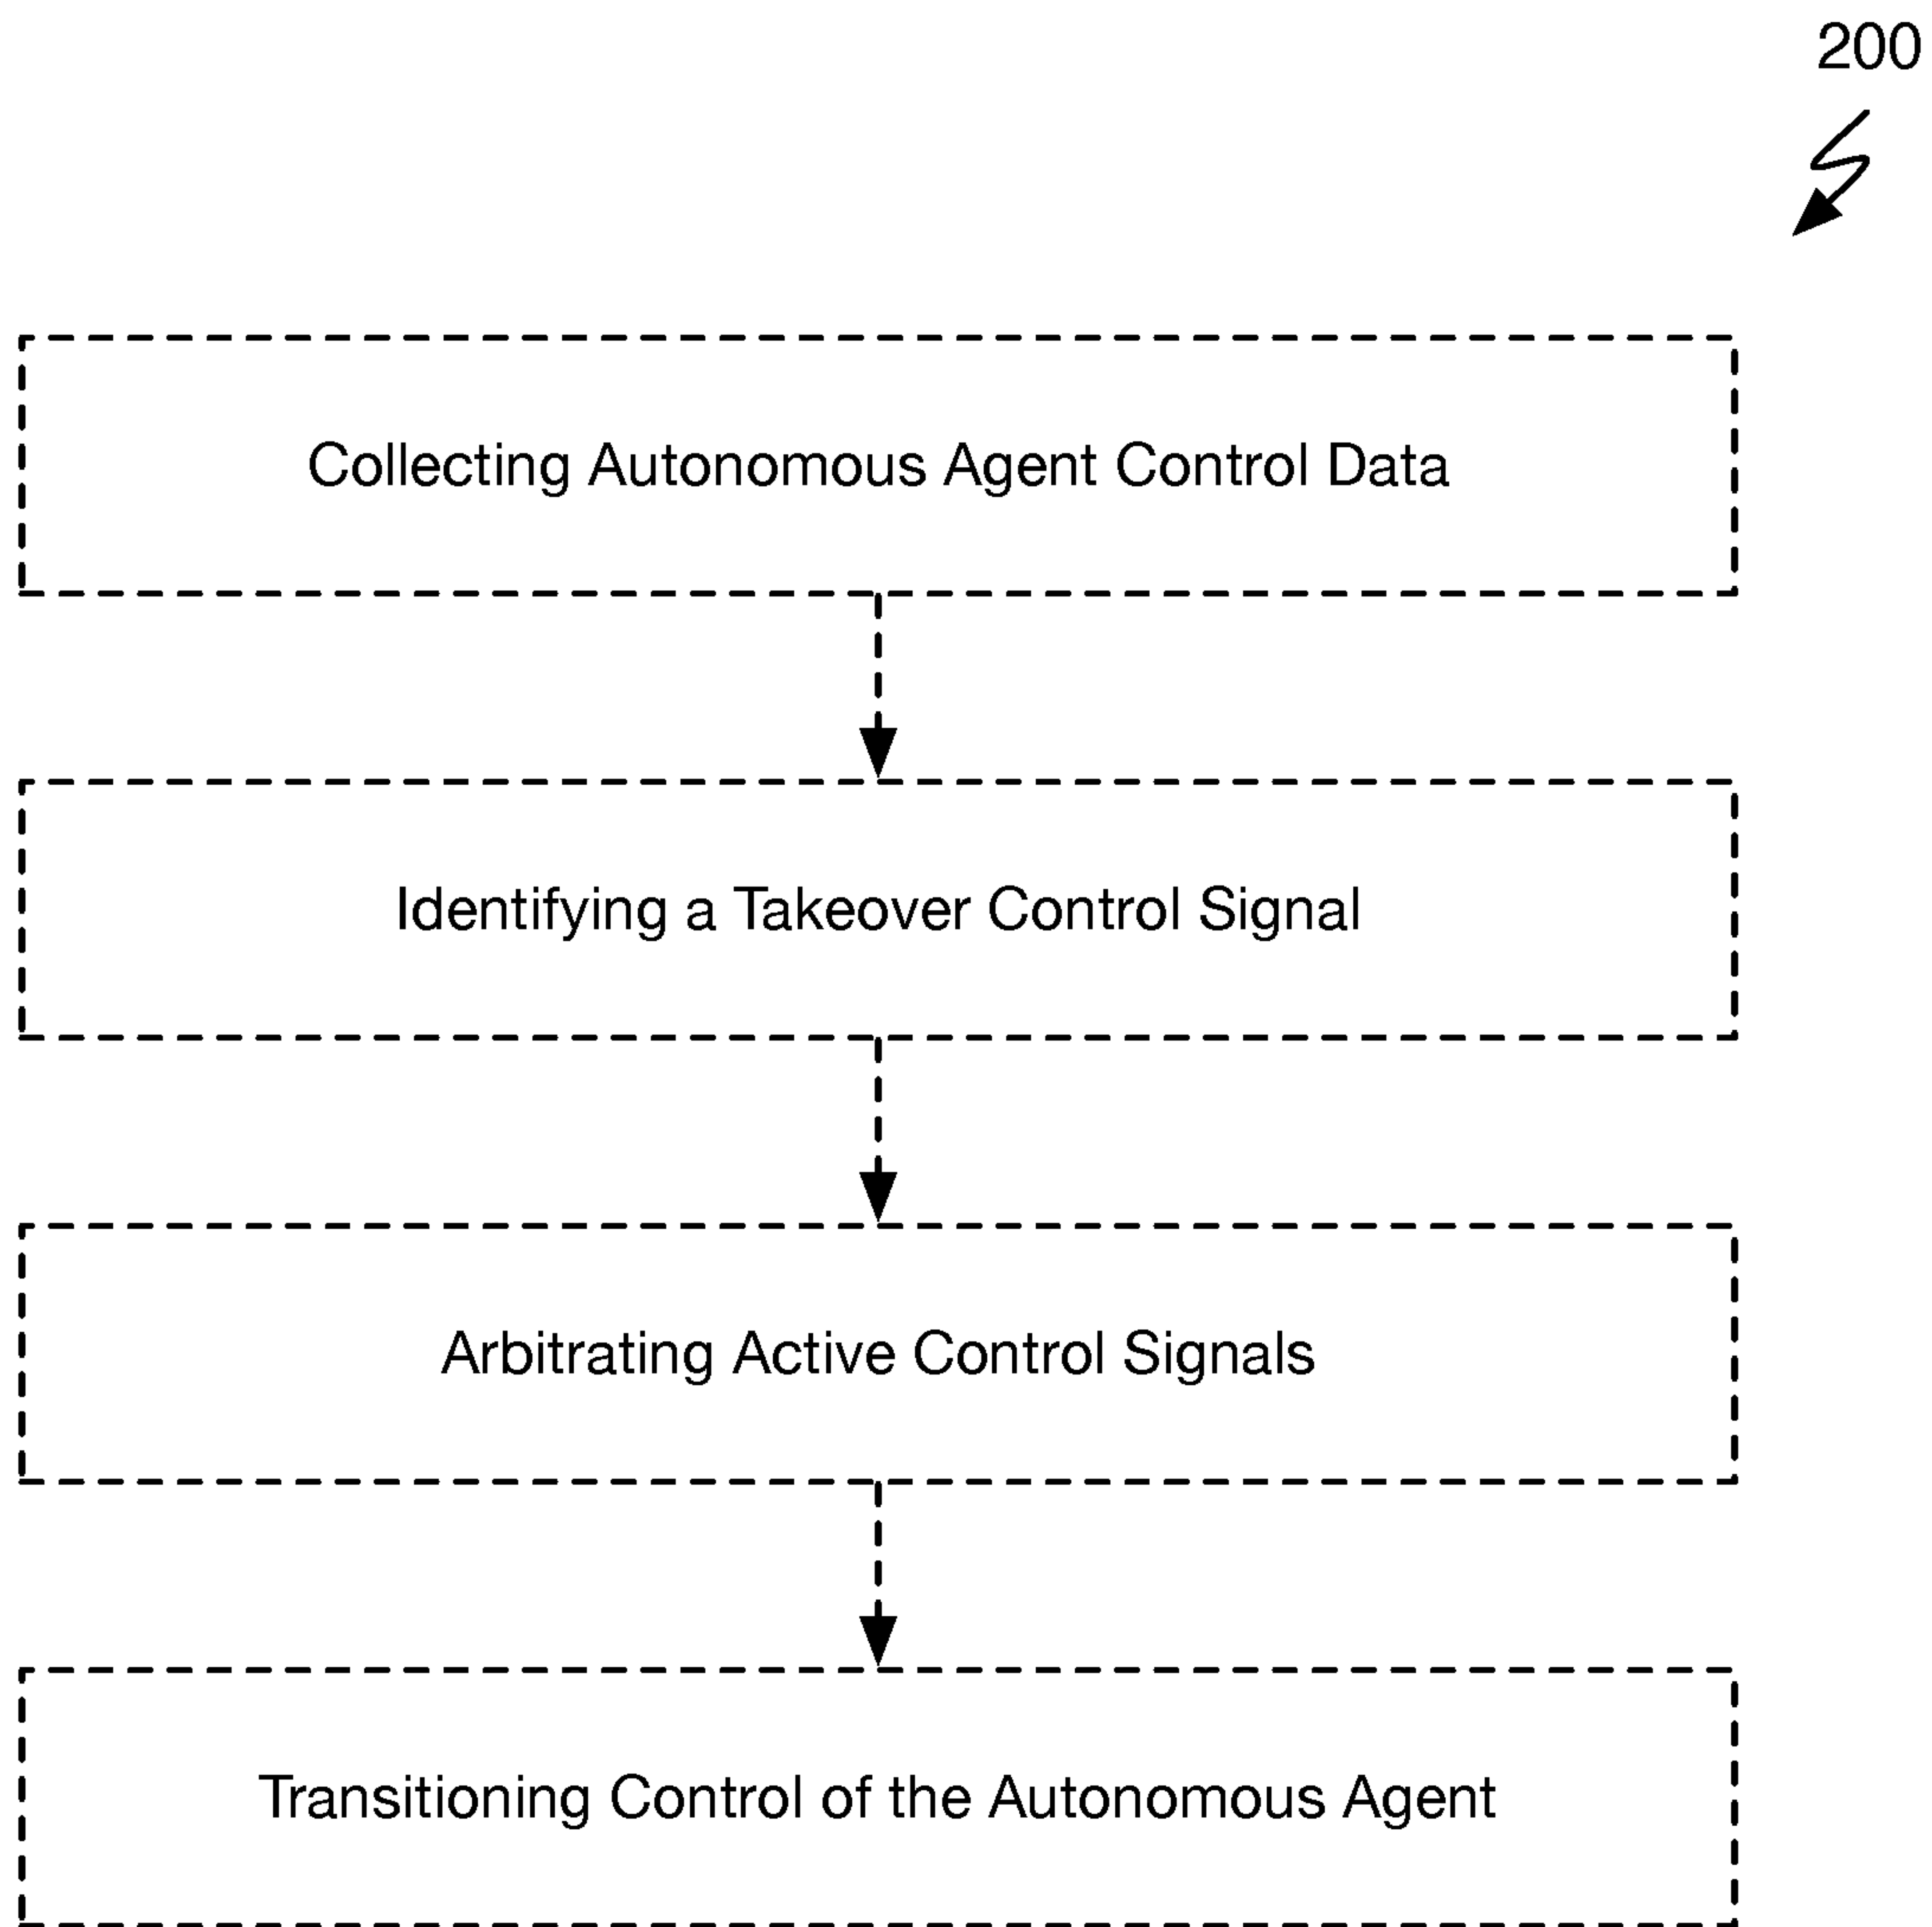 200
Collecting Autonomous Agent Control Data
Identifying a Takeover Control Signal
Arbitrating Active Control Signals
Transitioning Control of the Autonomous Agent